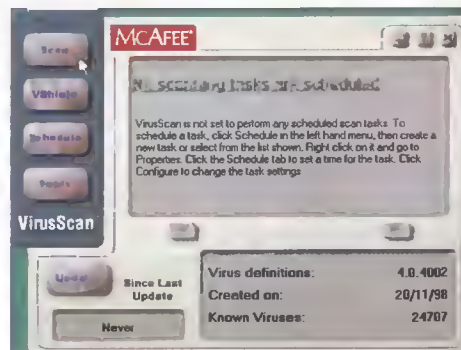 McAFEE
Scan
VShield
Schedule
VirusScan
No scanning tasks are scheduled
VirusScan is not set to perform any scheduled scan tasks. To
schedule a task, click Schedule in the left hand menu, then create a
new task or select from the list shown. Right click on it and go to
Properties. Click the Schedule tab to set a time for the task. Click
Configure to change the task settings
Update
Since Last
Update
Never
Virus definitions: 4.0.4002
Created on: 20/11/98
Known Viruses: 24707